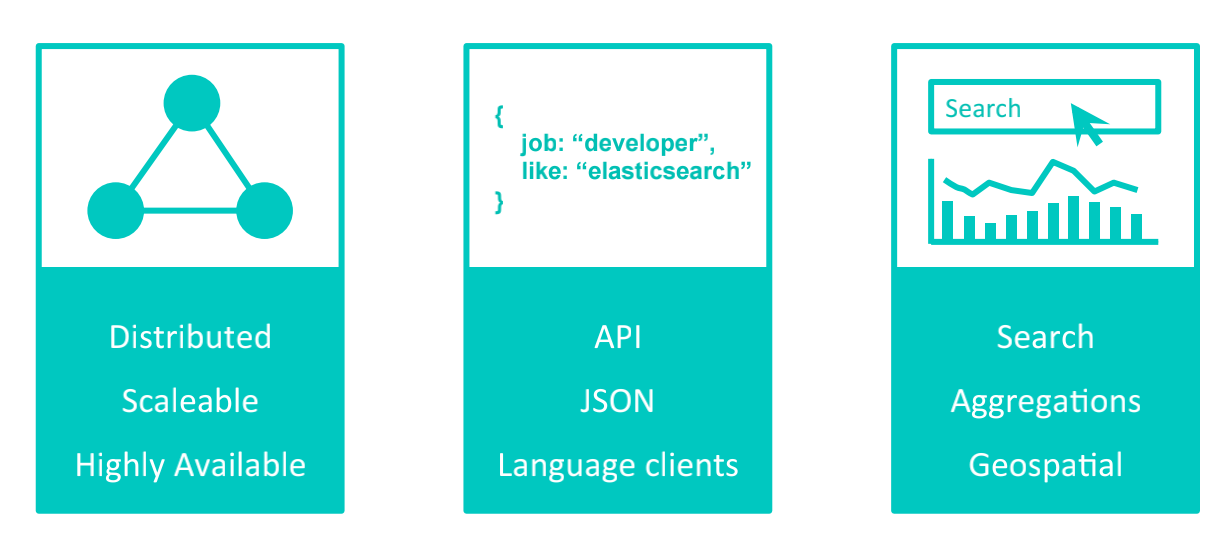 Distributed
Scaleable
Highly Available
{
job: “developer”,
like: “elasticsearch”
}
API
JSON
Language clients
Search
Search
Aggregations
Geospatial